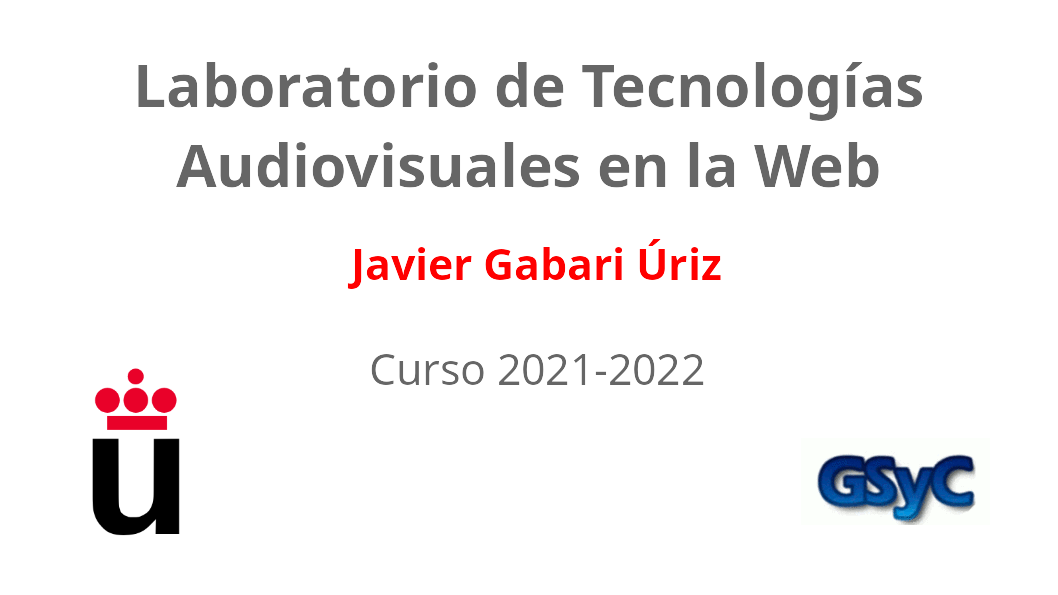 Laboratorio de Tecnologías
Audiovisuales en la Web
Javier Gabari Úriz
Curso 2021-2022
u
GSyC